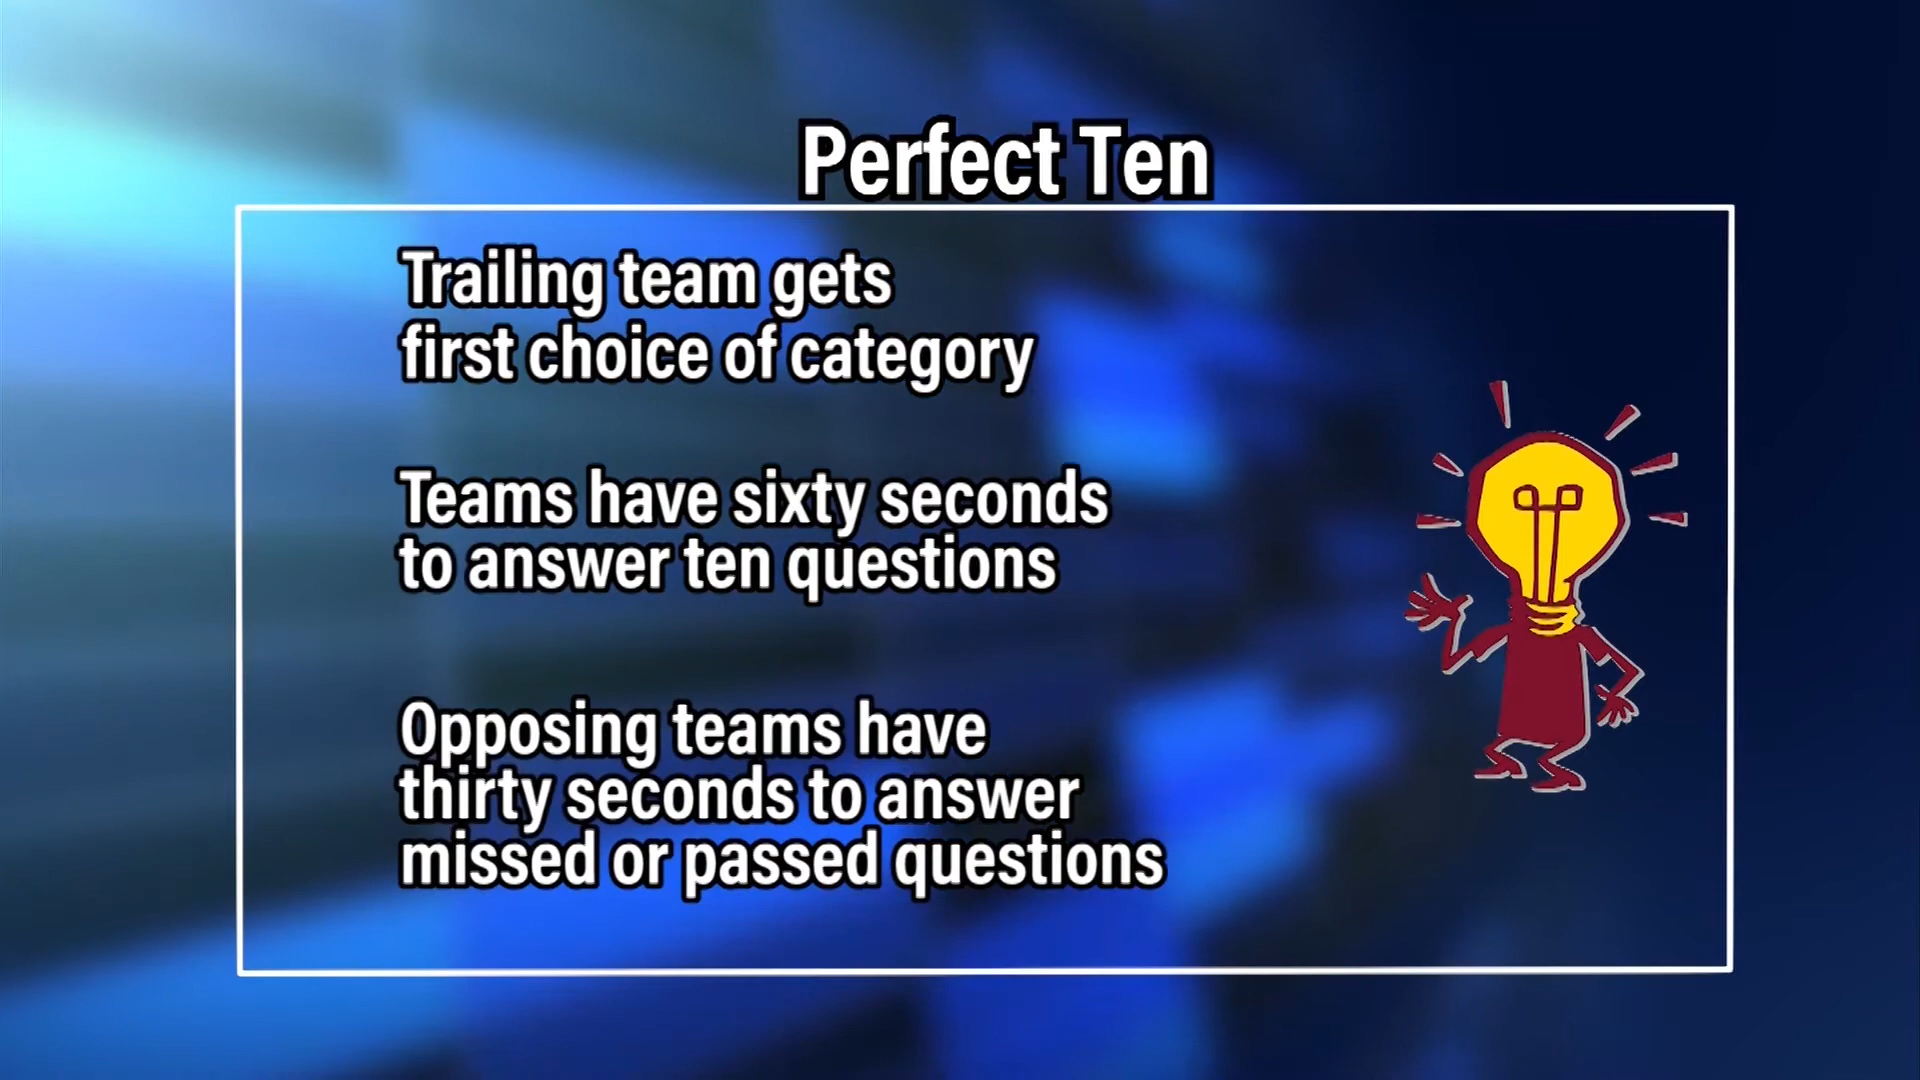 Perfect Ten
Trailing team gets
first choice of category
Teams have sixty seconds
to answer ten questions
Opposing teams have
thirty seconds to answer
missed or passed questions